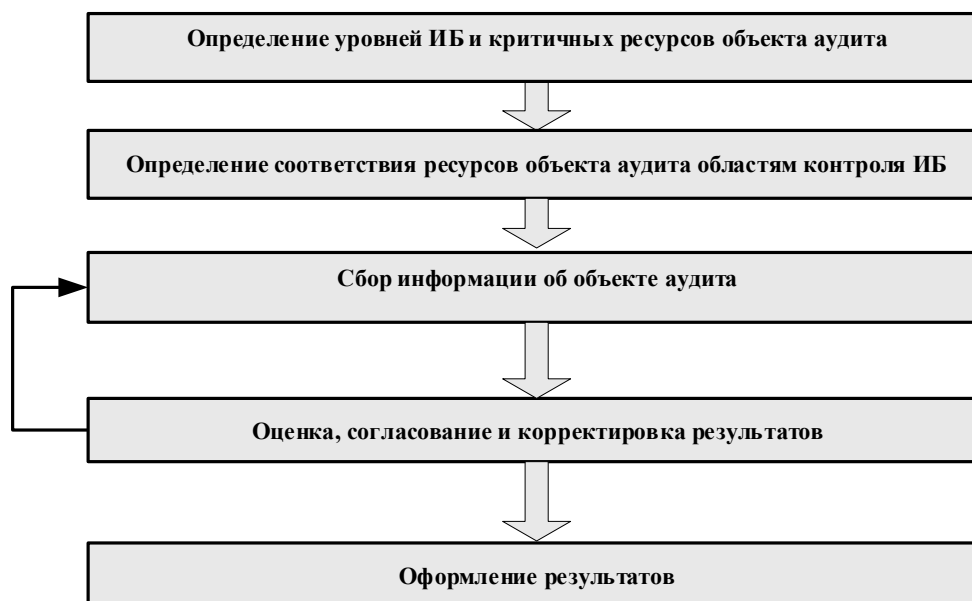 Определение уровней ИБ и критичных ресурсов объекта аудита
Определение соответствия ресурсов объекта аудита областям контроля ИБ
Сбор информации об объекте аудита
Оценка, согласование и корректировка результатов
Оформление результатов